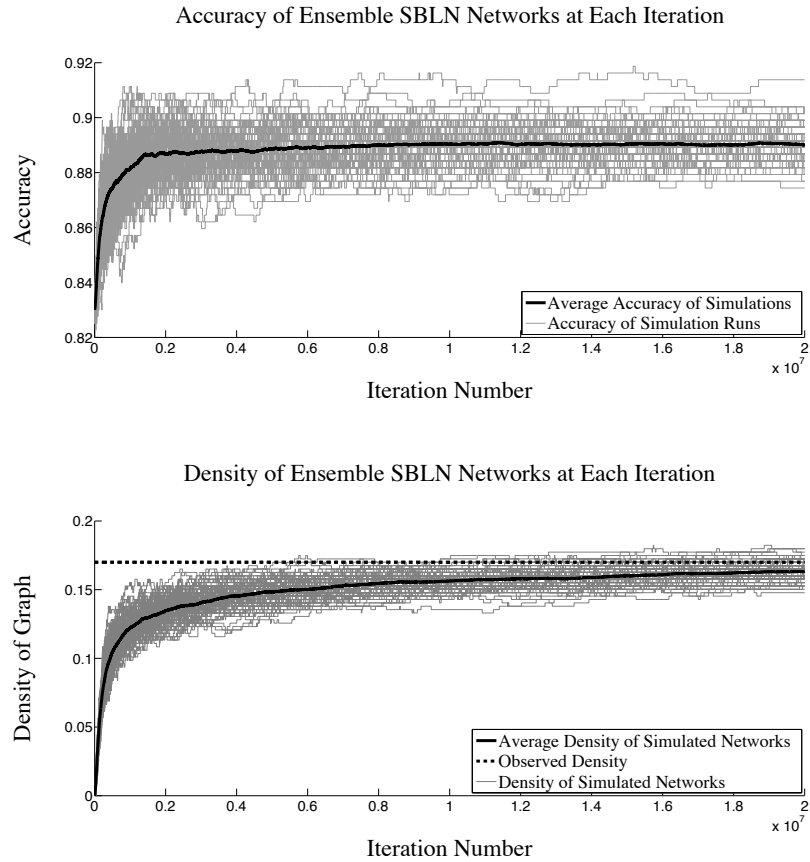 Accuracy of Ensemble SBLN Networks at Each Iteration
0.92
0.9
0.88
0.86
0.84
0.82
Accuracy
Average Accuracy of Simulations
Accuracy of Simulation Runs
0 0.2 0.4 0.6 0.8 1 1.2 1.4 1.6 1.8 2
x 10^7
Iteration Number
Density of Ensemble SBLN Networks at Each Iteration
0.2
0.15
0.1
0.05
0
Density of Graph
Average Density of Simulated Networks
Observed Density
Density of Simulated Networks
0 0.2 0.4 0.6 0.8 1 1.2 1.4 1.6 1.8 2
x 10^7
Iteration Number